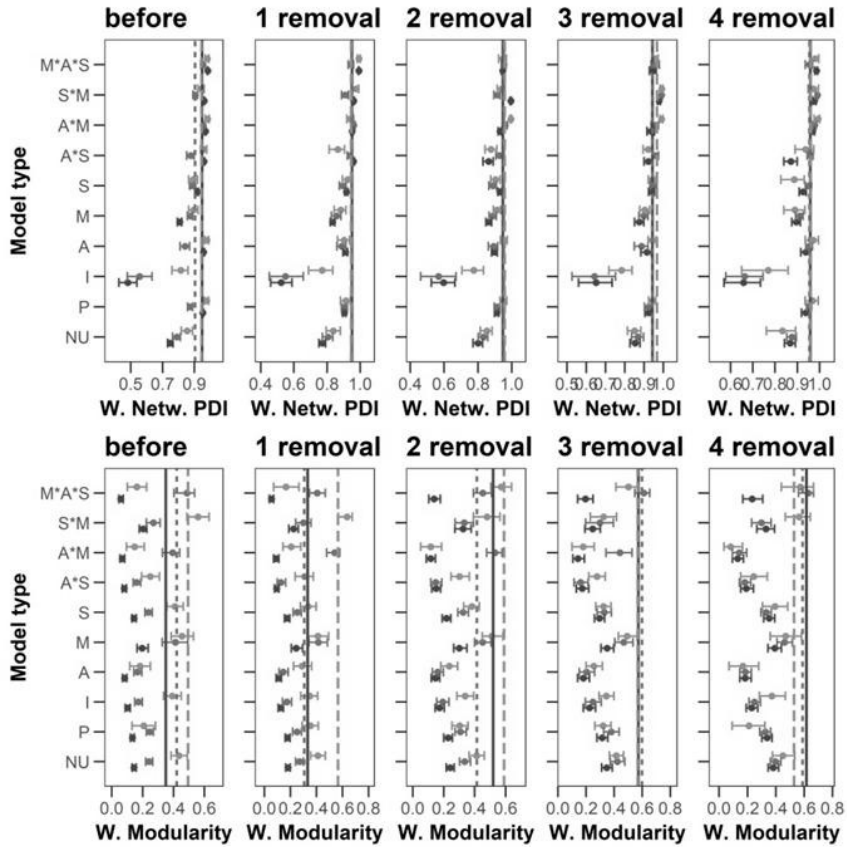 before 1 removal 2 removal 3 removal 4 removal
Model type
M*A*S
S*M
A*M
A*S
S
M
A
I
P
NU
0.5 0.7 0.9 0.4 0.6 0.8 1.0 0.4 0.6 0.8 1.0 0.5 0.6 0.7 0.8 0.9 1.0 0.6 0.7 0.8 0.9 1.0
W. Netw. PDI W. Netw. PDI W. Netw. PDI W. Netw. PDI W. Netw. PDI
before 1 removal 2 removal 3 removal 4 removal
Model type
M*A*S
S*M
A*M
A*S
S
M
A
I
P
NU
0.0 0.2 0.4 0.6 0.0 0.2 0.4 0.6 0.8 0.0 0.2 0.4 0.6 0.0 0.2 0.4 0.6 0.0 0.2 0.4 0.6 0.8
W. Modularity W. Modularity W. Modularity W. Modularity W. Modularity